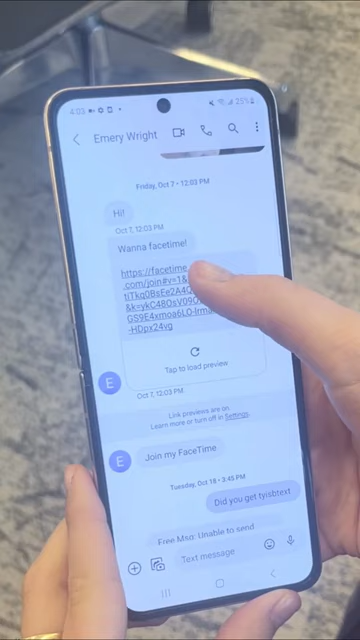 4:03
25%
Emery Wright
Friday, Oct 7 • 12:03 PM
Hi!
Oct 7, 12:03 PM
Wanna facetime!
https://facetime.
.com/join#v=1&
-HDpx24vg
Tap to load preview
E
Oct 7, 12:03 PM
Link previews are on
Learn more or turn off in Settings.
E
Join my FaceTime
Tuesday, Oct 18 • 3:45 PM
Did you get tyisbtext
Free Msg: Unable to send
Text message